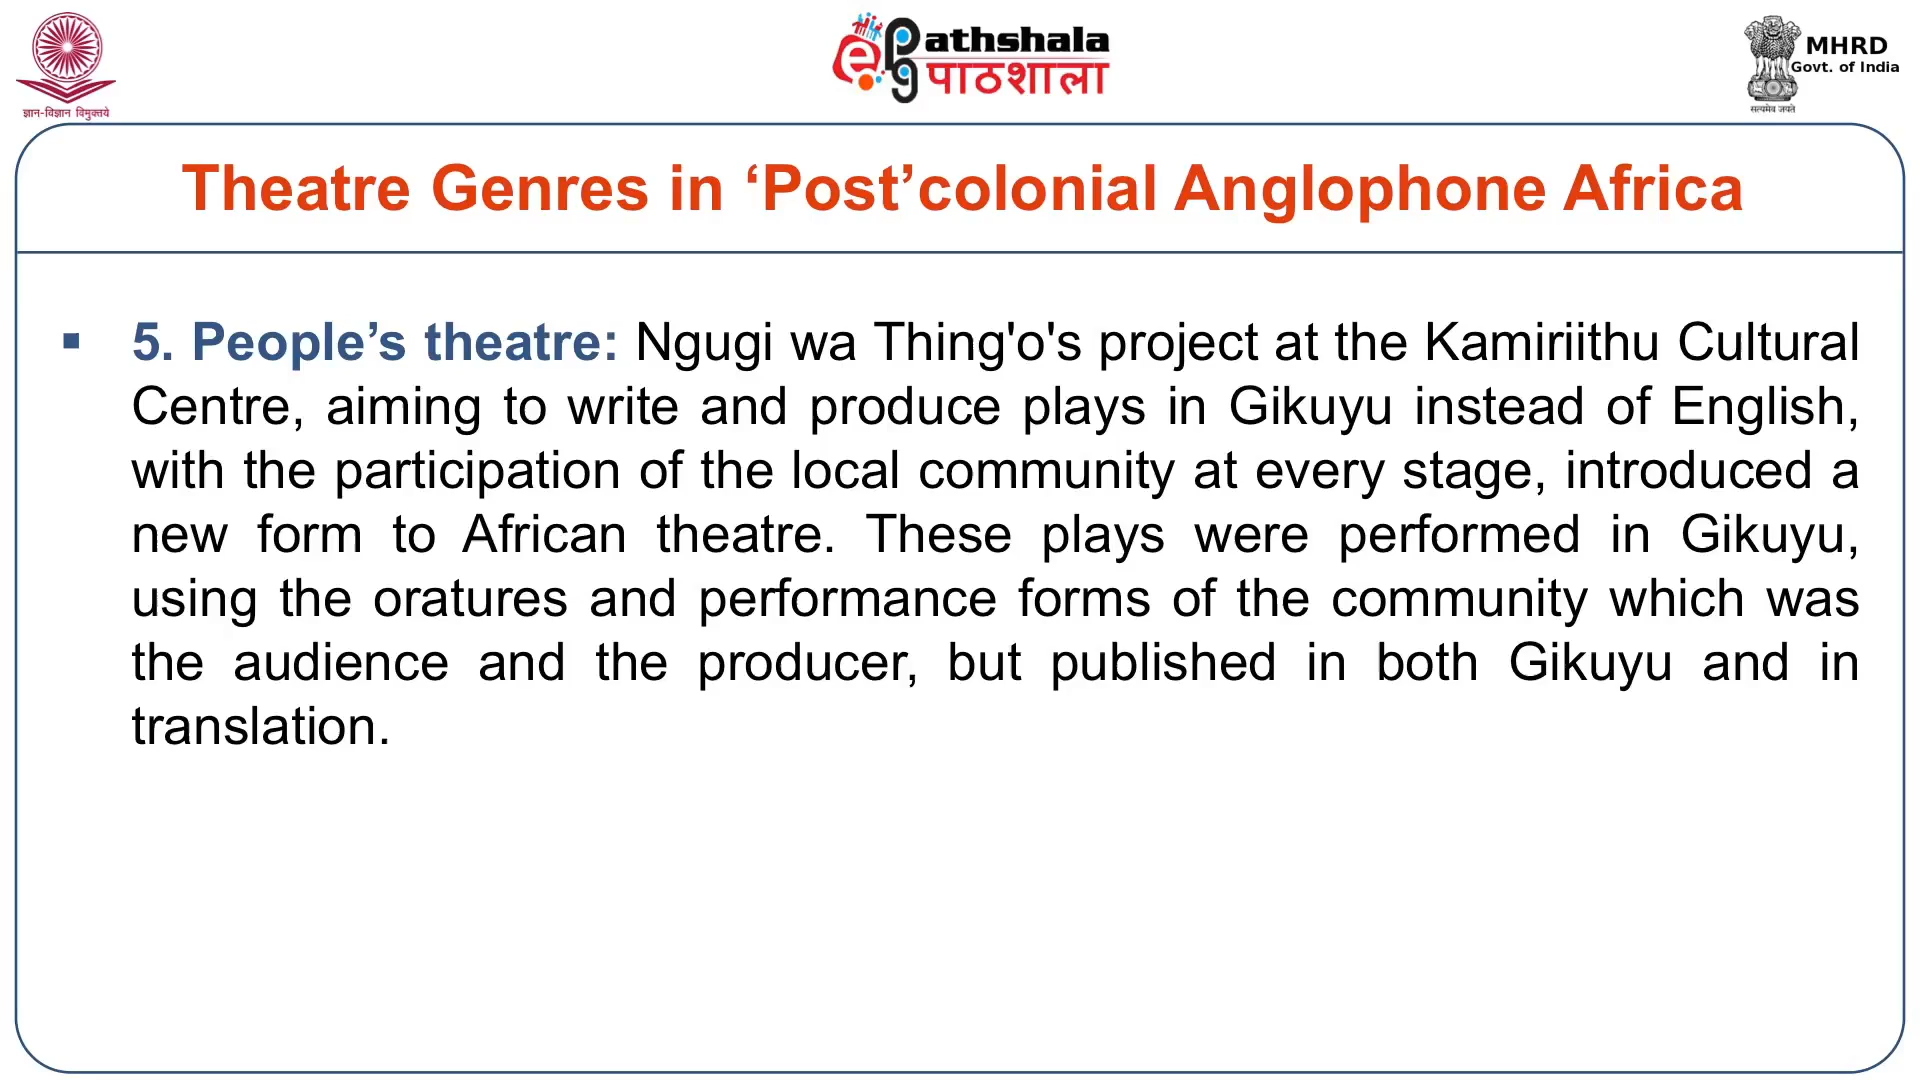 ज्ञान-विज्ञान विमुक्तये
ePathshala
पाठशाला
MHRD
Govt. of India
सत्यमेव जयते
Theatre Genres in ‘Post’colonial Anglophone Africa
▪ 5. People’s theatre: Ngugi wa Thing'o's project at the Kamiriithu Cultural
Centre, aiming to write and produce plays in Gikuyu instead of English,
with the participation of the local community at every stage, introduced a
new form to African theatre. These plays were performed in Gikuyu,
using the oratures and performance forms of the community which was
the audience and the producer, but published in both Gikuyu and in
translation.